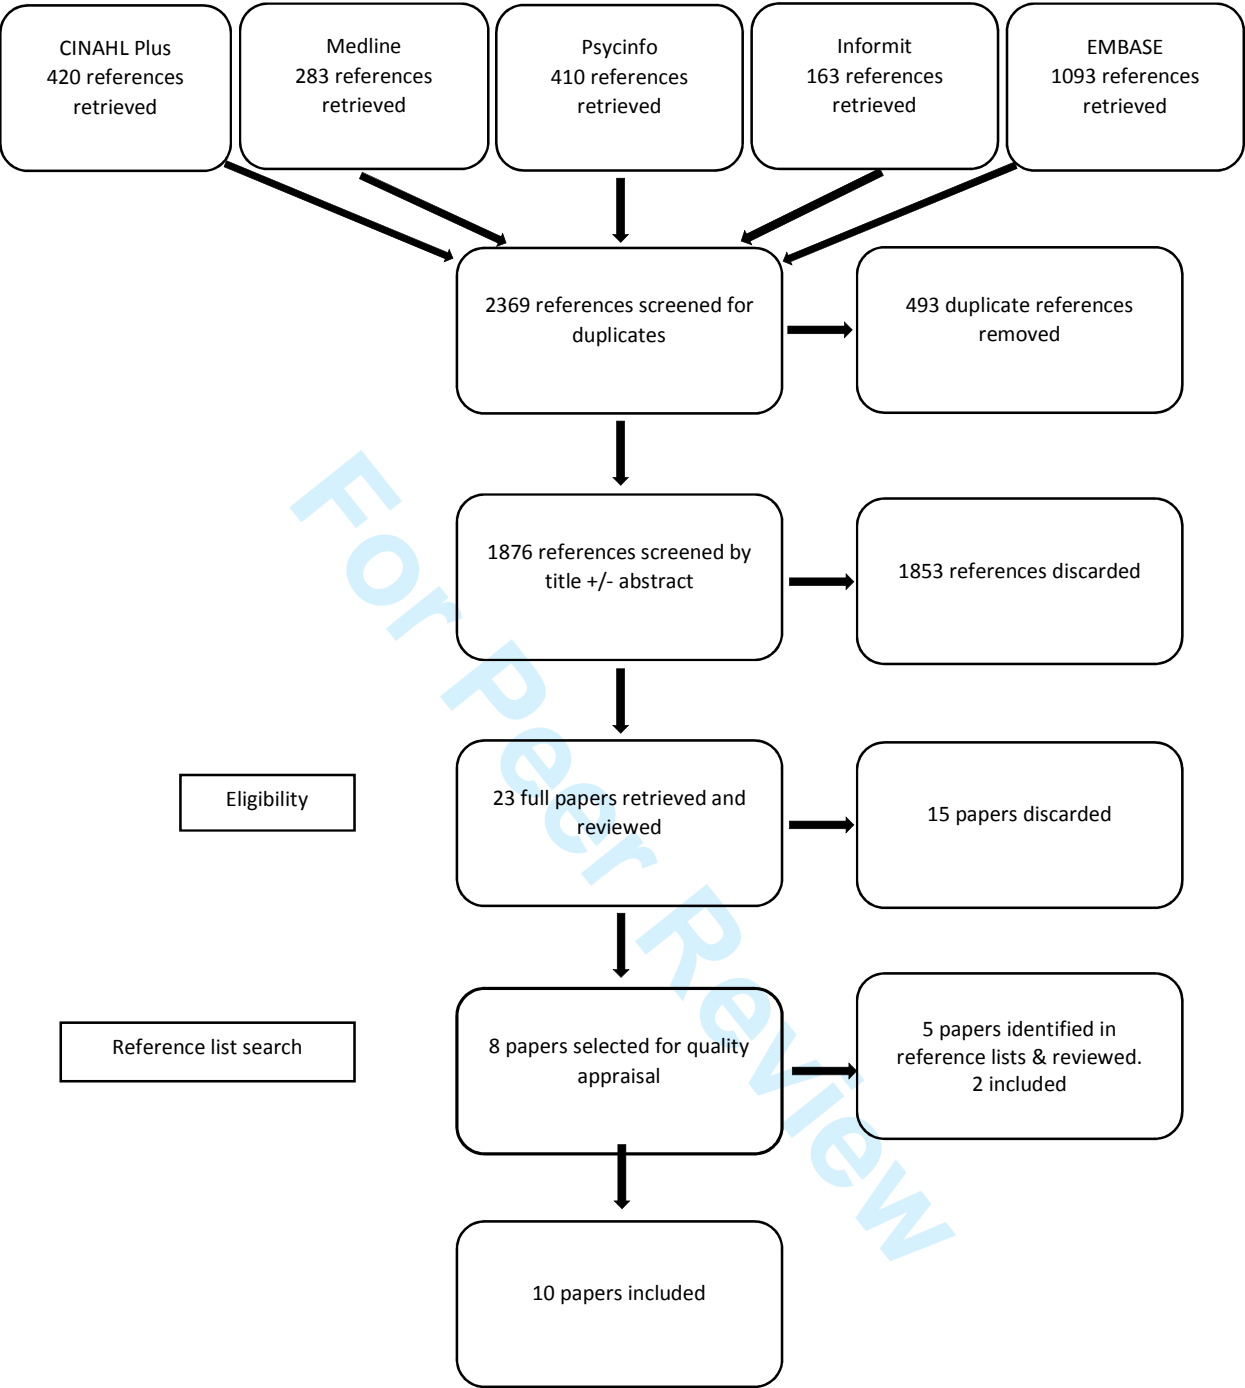 CINAHL Plus
420 references
retrieved
Medline
283 references
retrieved
Psycinfo
410 references
retrieved
Informit
163 references
retrieved
EMBASE
1093 references
retrieved
2369 references screened for
duplicates
493 duplicate references
removed
1876 references screened by
title +/- abstract
1853 references discarded
Eligibility
23 full papers retrieved and
reviewed
15 papers discarded
Reference list search
8 papers selected for quality
appraisal
5 papers identified in
reference lists & reviewed.
2 included
10 papers included
For Peer Review